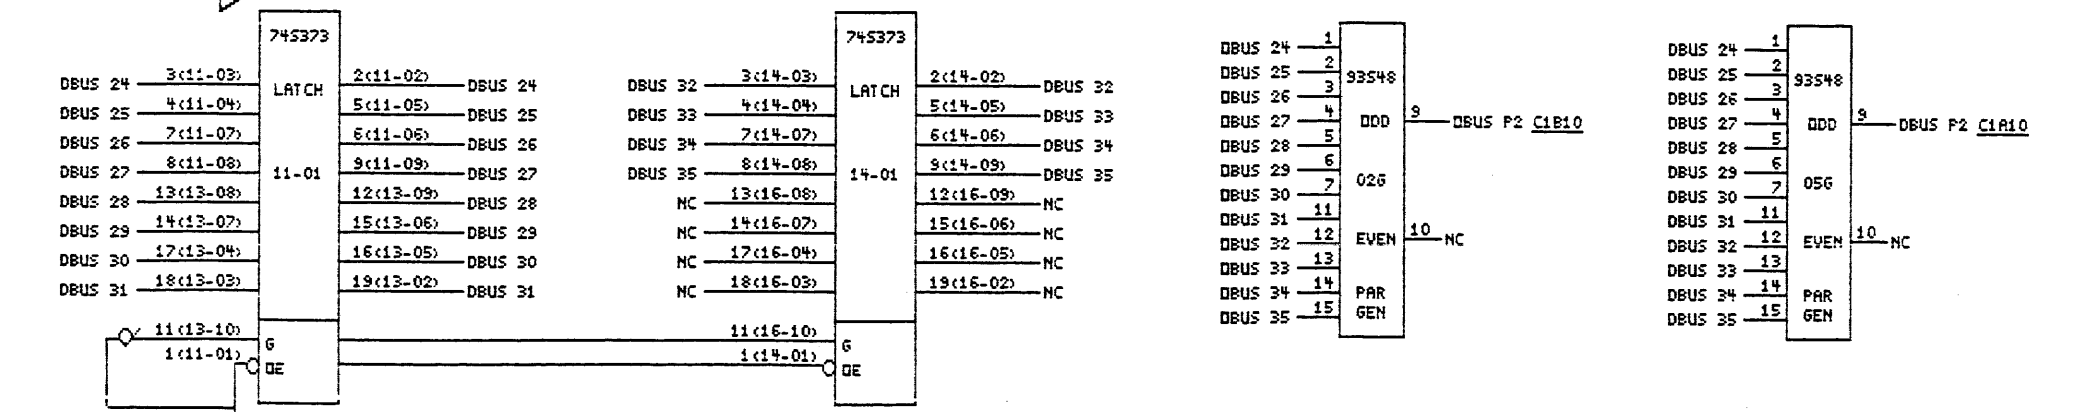 74S373
LATCH
11-01
G
OE
DBUS 24 3(11-03) 2(11-02) DBUS 24
DBUS 25 4(11-04) 5(11-05) DBUS 25
DBUS 26 7(11-07) 6(11-06) DBUS 26
DBUS 27 8(11-08) 9(11-09) DBUS 27
DBUS 28 13(13-08) 12(13-09) DBUS 28
DBUS 29 14(13-07) 15(13-06) DBUS 29
DBUS 30 17(13-04) 16(13-05) DBUS 30
DBUS 31 18(13-03) 19(13-02) DBUS 31
11(13-10)
1(11-01)
74S373
LATCH
14-01
G
OE
DBUS 32 3(14-03) 2(14-02) DBUS 32
DBUS 33 4(14-04) 5(14-05) DBUS 33
DBUS 34 7(14-07) 6(14-06) DBUS 34
DBUS 35 8(14-08) 9(14-09) DBUS 35
NC 13(16-08) 12(16-09) NC
NC 14(16-07) 15(16-06) NC
NC 17(16-04) 16(16-05) NC
NC 18(16-03) 19(16-02) NC
11(16-10)
1(14-01)
DBUS 24 1
DBUS 25 2
DBUS 26 3
DBUS 27 4
DBUS 28 5
DBUS 29 6
DBUS 30 7
DBUS 31 11
DBUS 32 12
DBUS 33 13
DBUS 34 14
DBUS 35 15
93S48
ODD
02G
EVEN
PAR
GEN
9 DBUS P2 C1B10
10 NC
DBUS 24 1
DBUS 25 2
DBUS 26 3
DBUS 27 4
DBUS 28 5
DBUS 29 6
DBUS 30 7
DBUS 31 11
DBUS 32 12
DBUS 33 13
DBUS 34 14
DBUS 35 15
93S48
ODD
05G
EVEN
PAR
GEN
9 DBUS P2 C1A10
10 NC